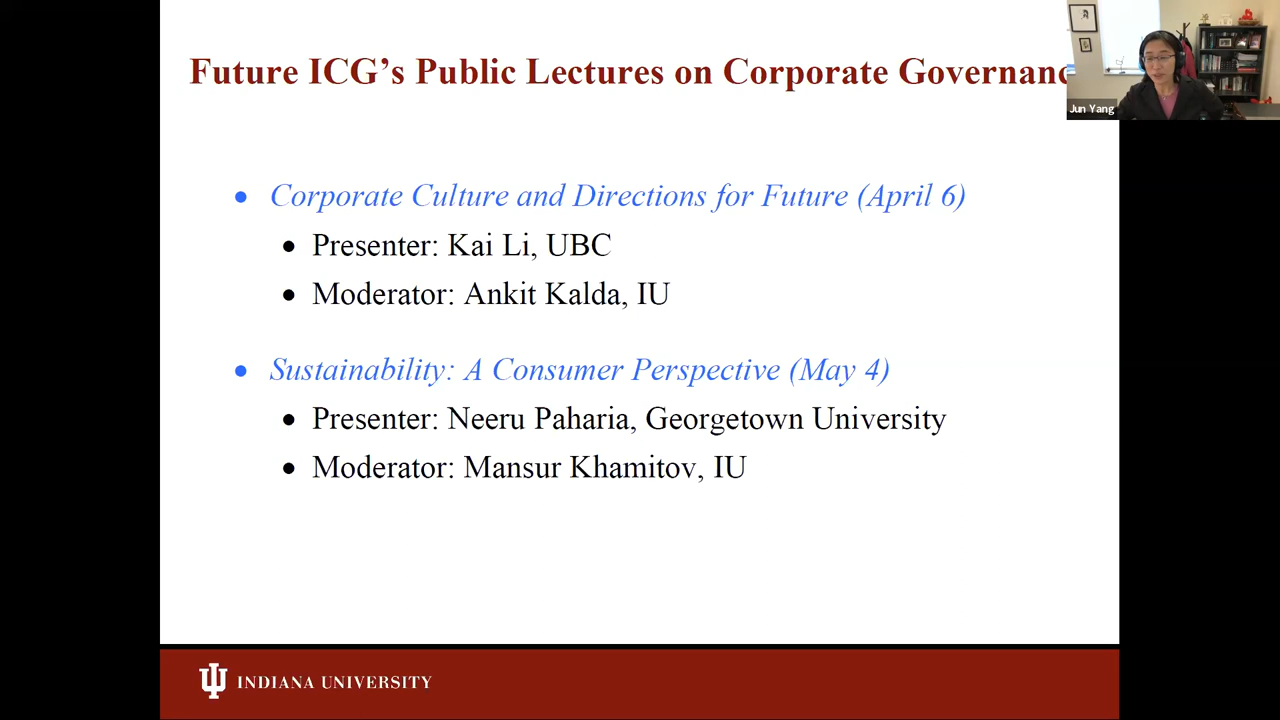 Future ICG's Public Lectures on Corporate Governanc
Jun Yang
• Corporate Culture and Directions for Future (April 6)
• Presenter: Kai Li, UBC
• Moderator: Ankit Kalda, IU
• Sustainability: A Consumer Perspective (May 4)
• Presenter: Neeru Paharia, Georgetown University
• Moderator: Mansur Khamitov, IU
INDIANA UNIVERSITY